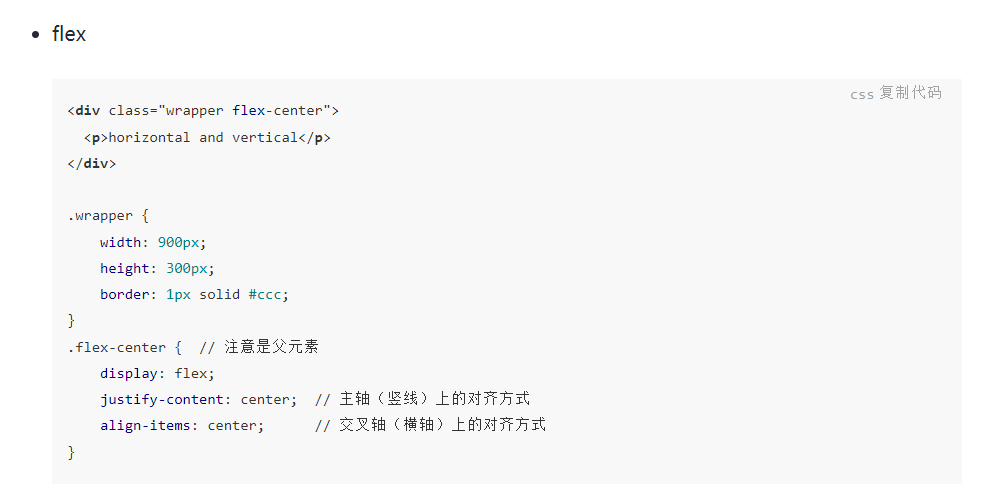 flex
css 复制代码
<div class="wrapper flex-center">
  <p>horizontal and vertical</p>
</div>
.wrapper {
    width: 900px;
    height: 300px;
    border: 1px solid #ccc;
}
.flex-center {  // 注意是父元素
    display: flex;
    justify-content: center;  // 主轴（竖线）上的对齐方式
    align-items: center;      // 交叉轴（横轴）上的对齐方式
}